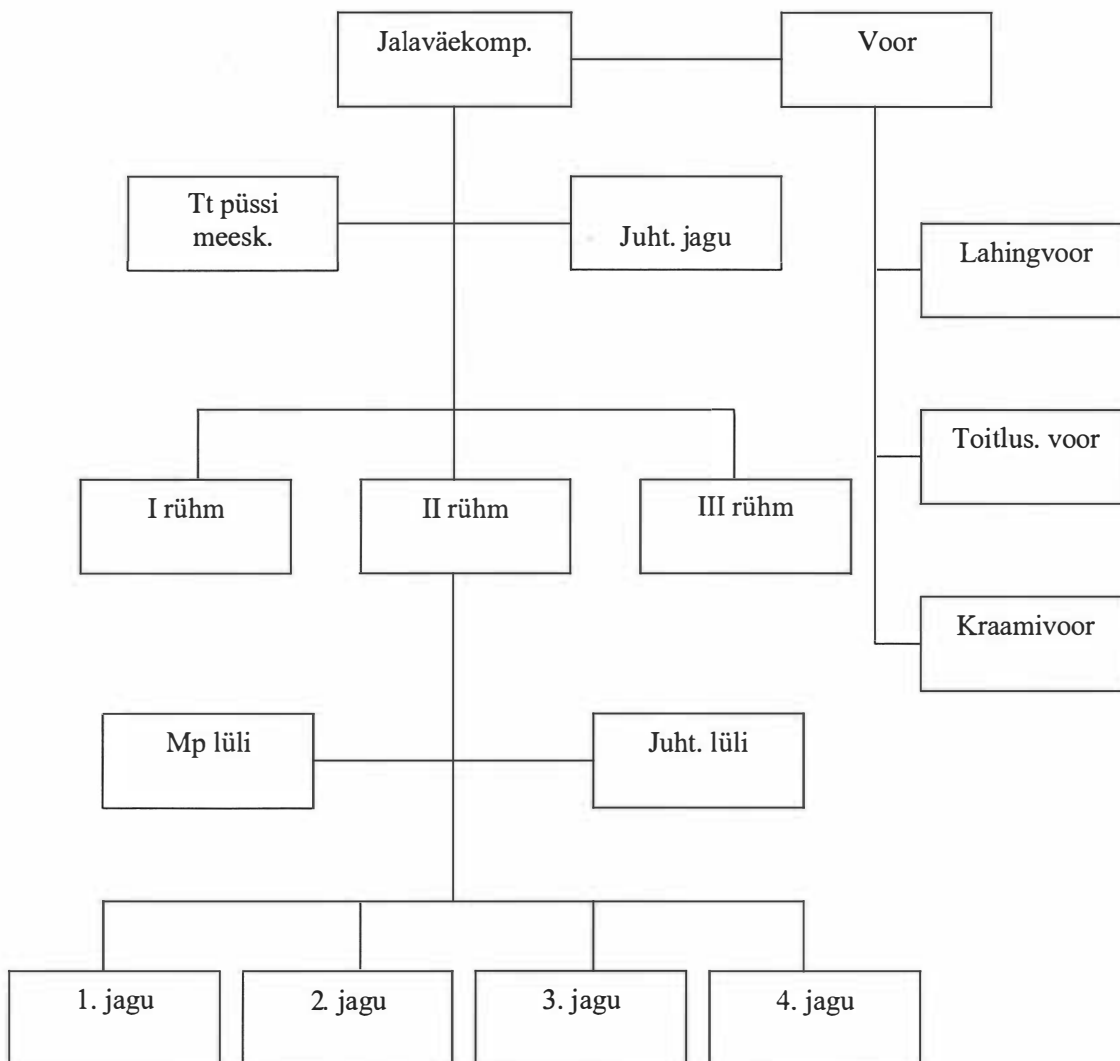 Jalaväekomp.
Voor
Tt püssi
meesk.
Juht. jagu
Lahingvoor
Toitlus. voor
I rühm
II rühm
III rühm
Kraamivoor
Mp lüli
Juht. lüli
1. jagu
2. jagu
3. jagu
4. jagu